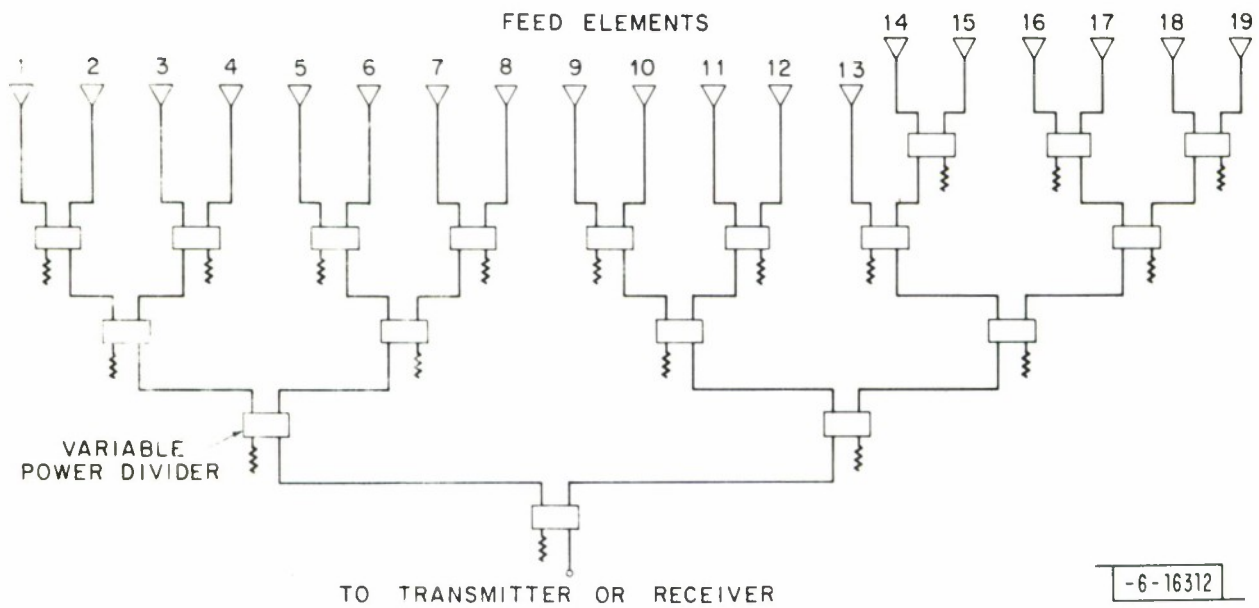 FEED ELEMENTS
14 15 16 17 18 19
1 2 3 4 5 6 7 8 9 10 11 12 13
VARIABLE
POWER DIVIDER
TO TRANSMITTER OR RECEIVER
-6-16312